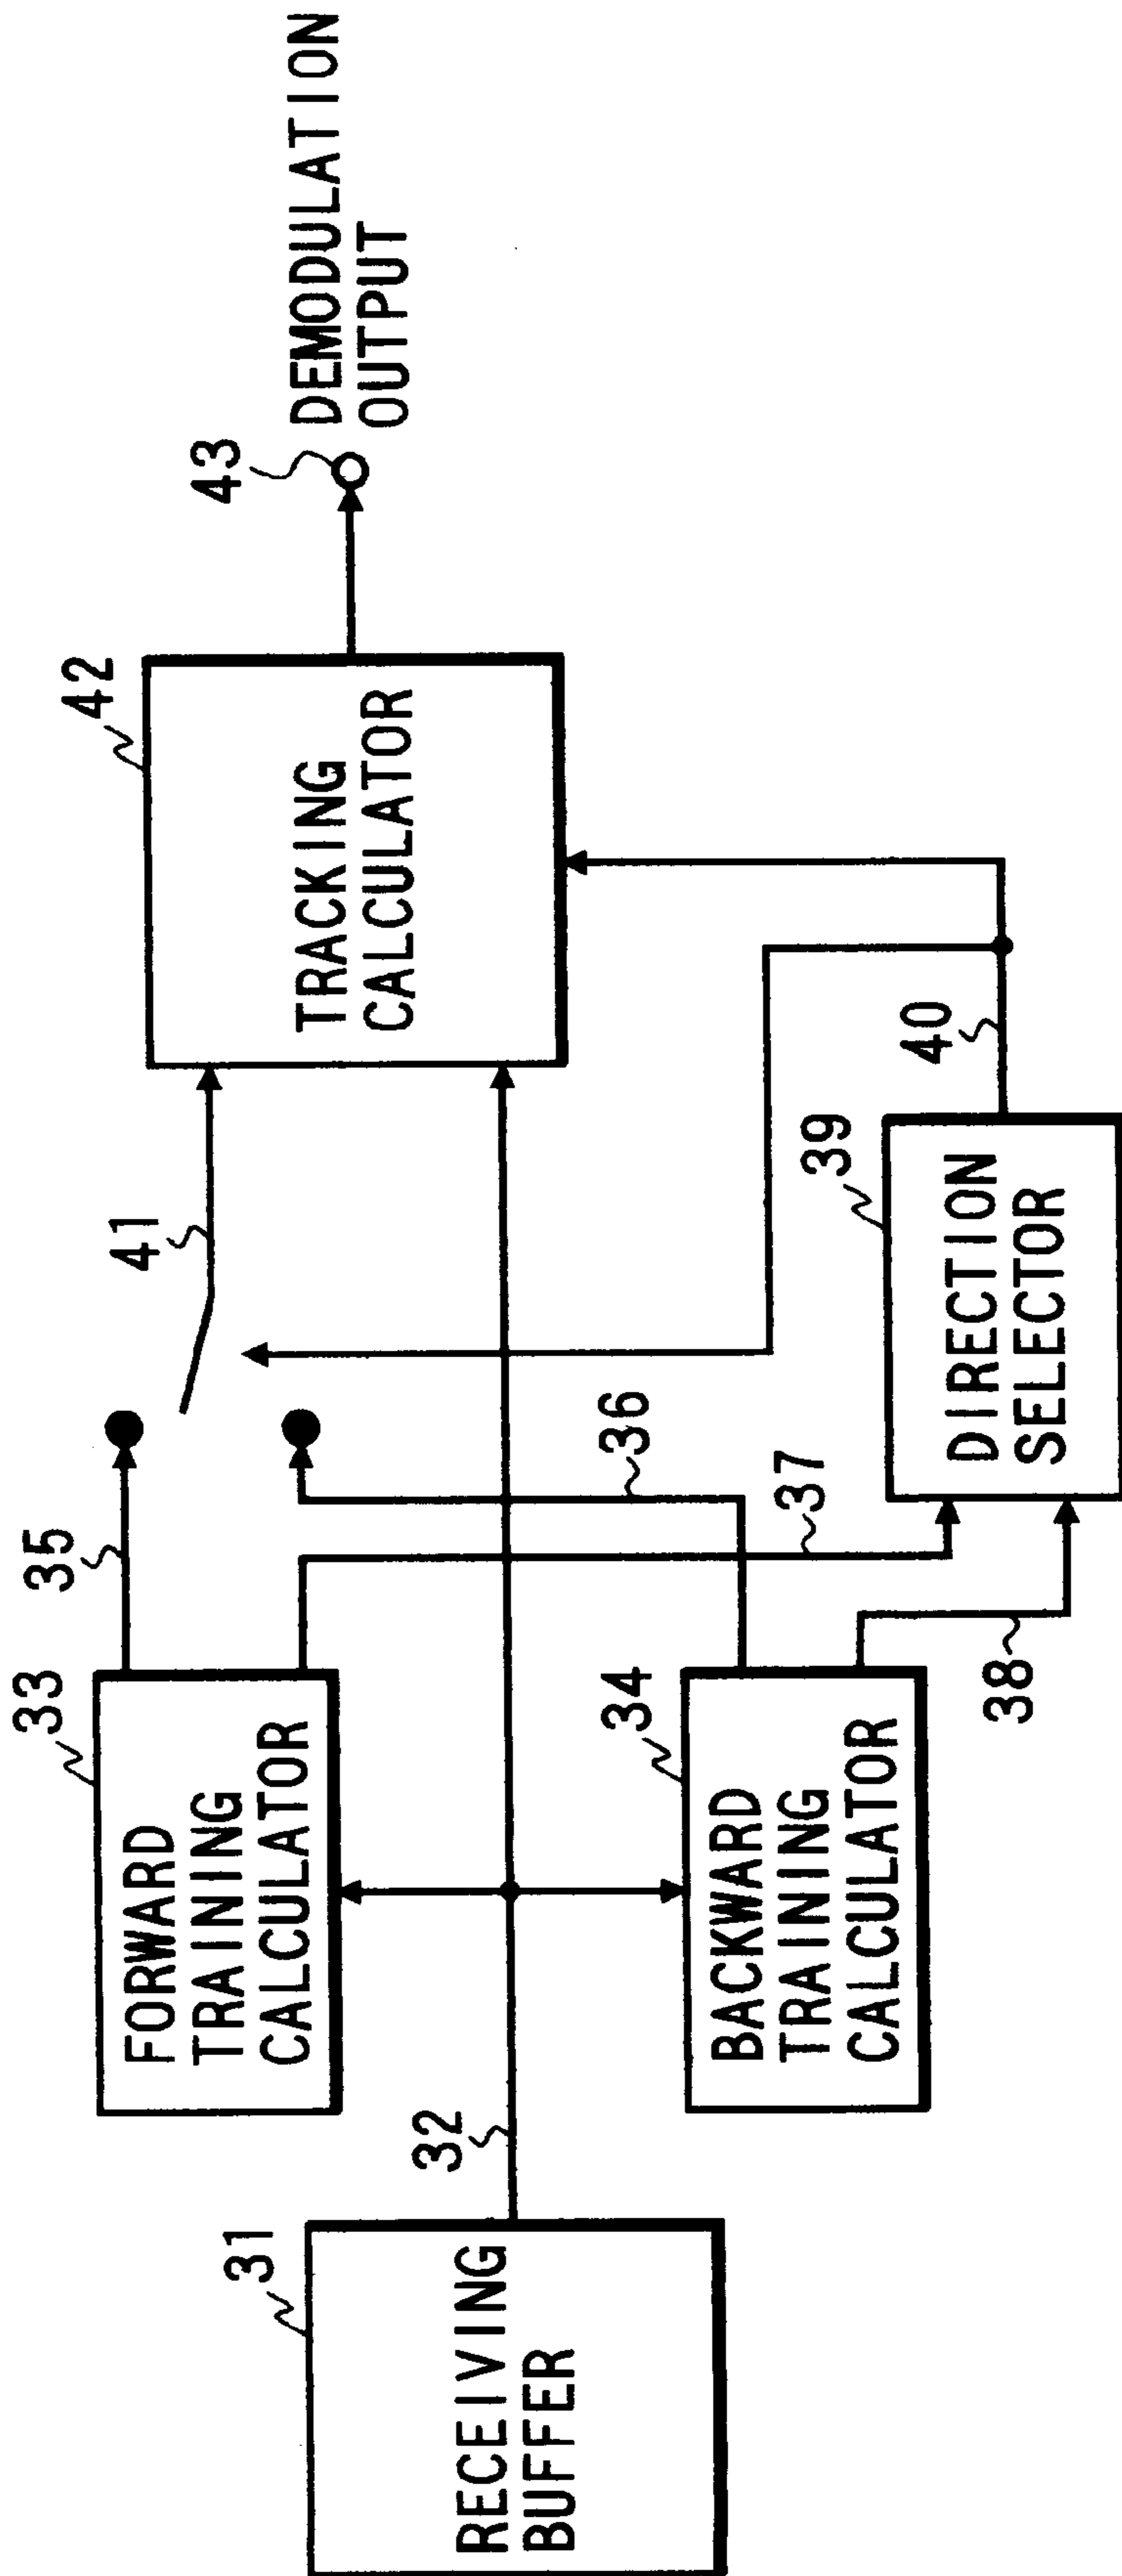 31
RECEIVING
BUFFER
32
33
FORWARD
TRAINING
CALCULATOR
34
BACKWARD
TRAINING
CALCULATOR
35
36
37
38
39
DIRECTION
SELECTOR
40
41
42
TRACKING
CALCULATOR
43
DEMODULATION
OUTPUT